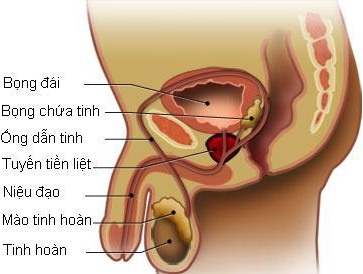 Bọng đái
Bọng chứa tinh
Ống dẫn tinh
Tuyến tiền liệt
Niệu đạo
Mào tinh hoàn
Tinh hoàn